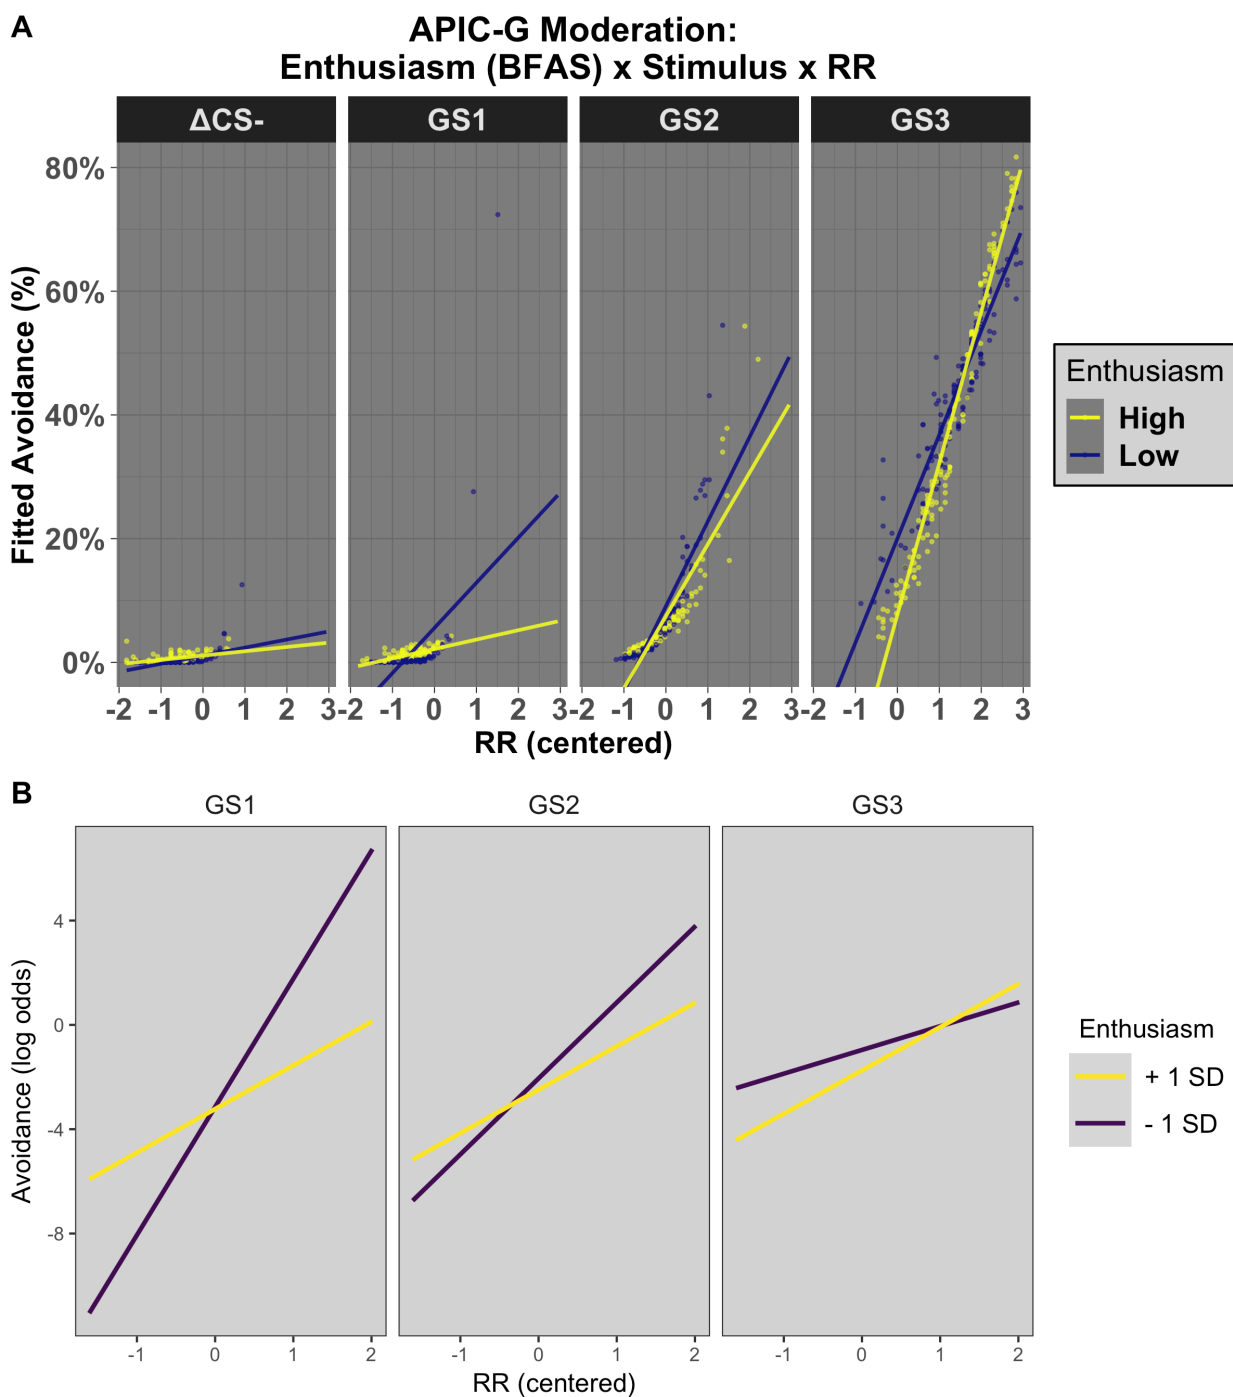 A
APIC-G Moderation:
Enthusiasm (BFAS) x Stimulus x RR
ΔCS- GS1 GS2 GS3
80%
60%
40%
20%
0%
Fitted Avoidance (%)
-2 -1 0 1 2 3 -2 -1 0 1 2 3 -2 -1 0 1 2 3 -2 -1 0 1 2 3
RR (centered)
Enthusiasm
High
Low
B
GS1 GS2 GS3
4
0
-4
-8
Avoidance (log odds)
-1 0 1 2 -1 0 1 2 -1 0 1 2
RR (centered)
Enthusiasm
+ 1 SD
- 1 SD